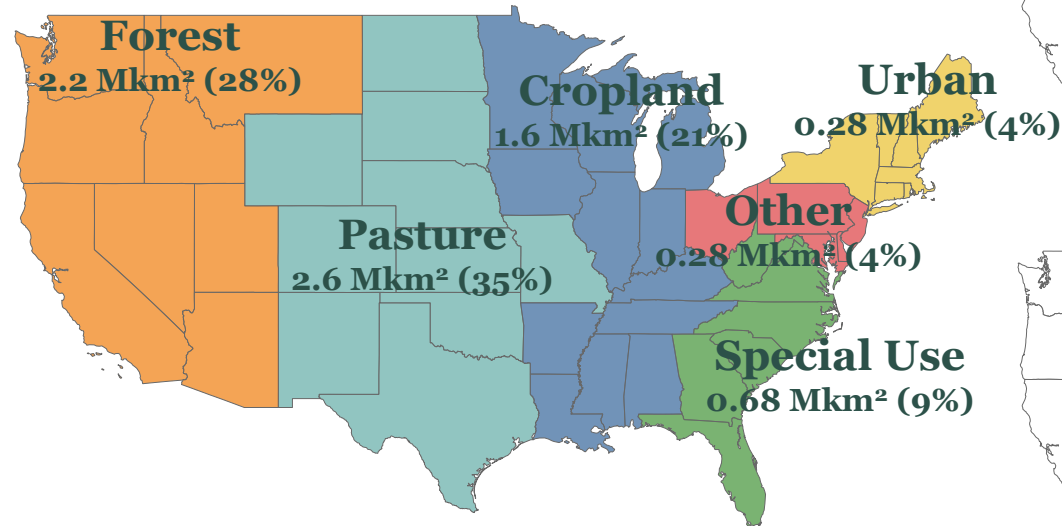 Forest
2.2 Mkm² (28%)
Cropland
1.6 Mkm² (21%)
Urban
0.28 Mkm² (4%)
Pasture
2.6 Mkm² (35%)
Other
0.28 Mkm² (4%)
Special Use
0.68 Mkm² (9%)